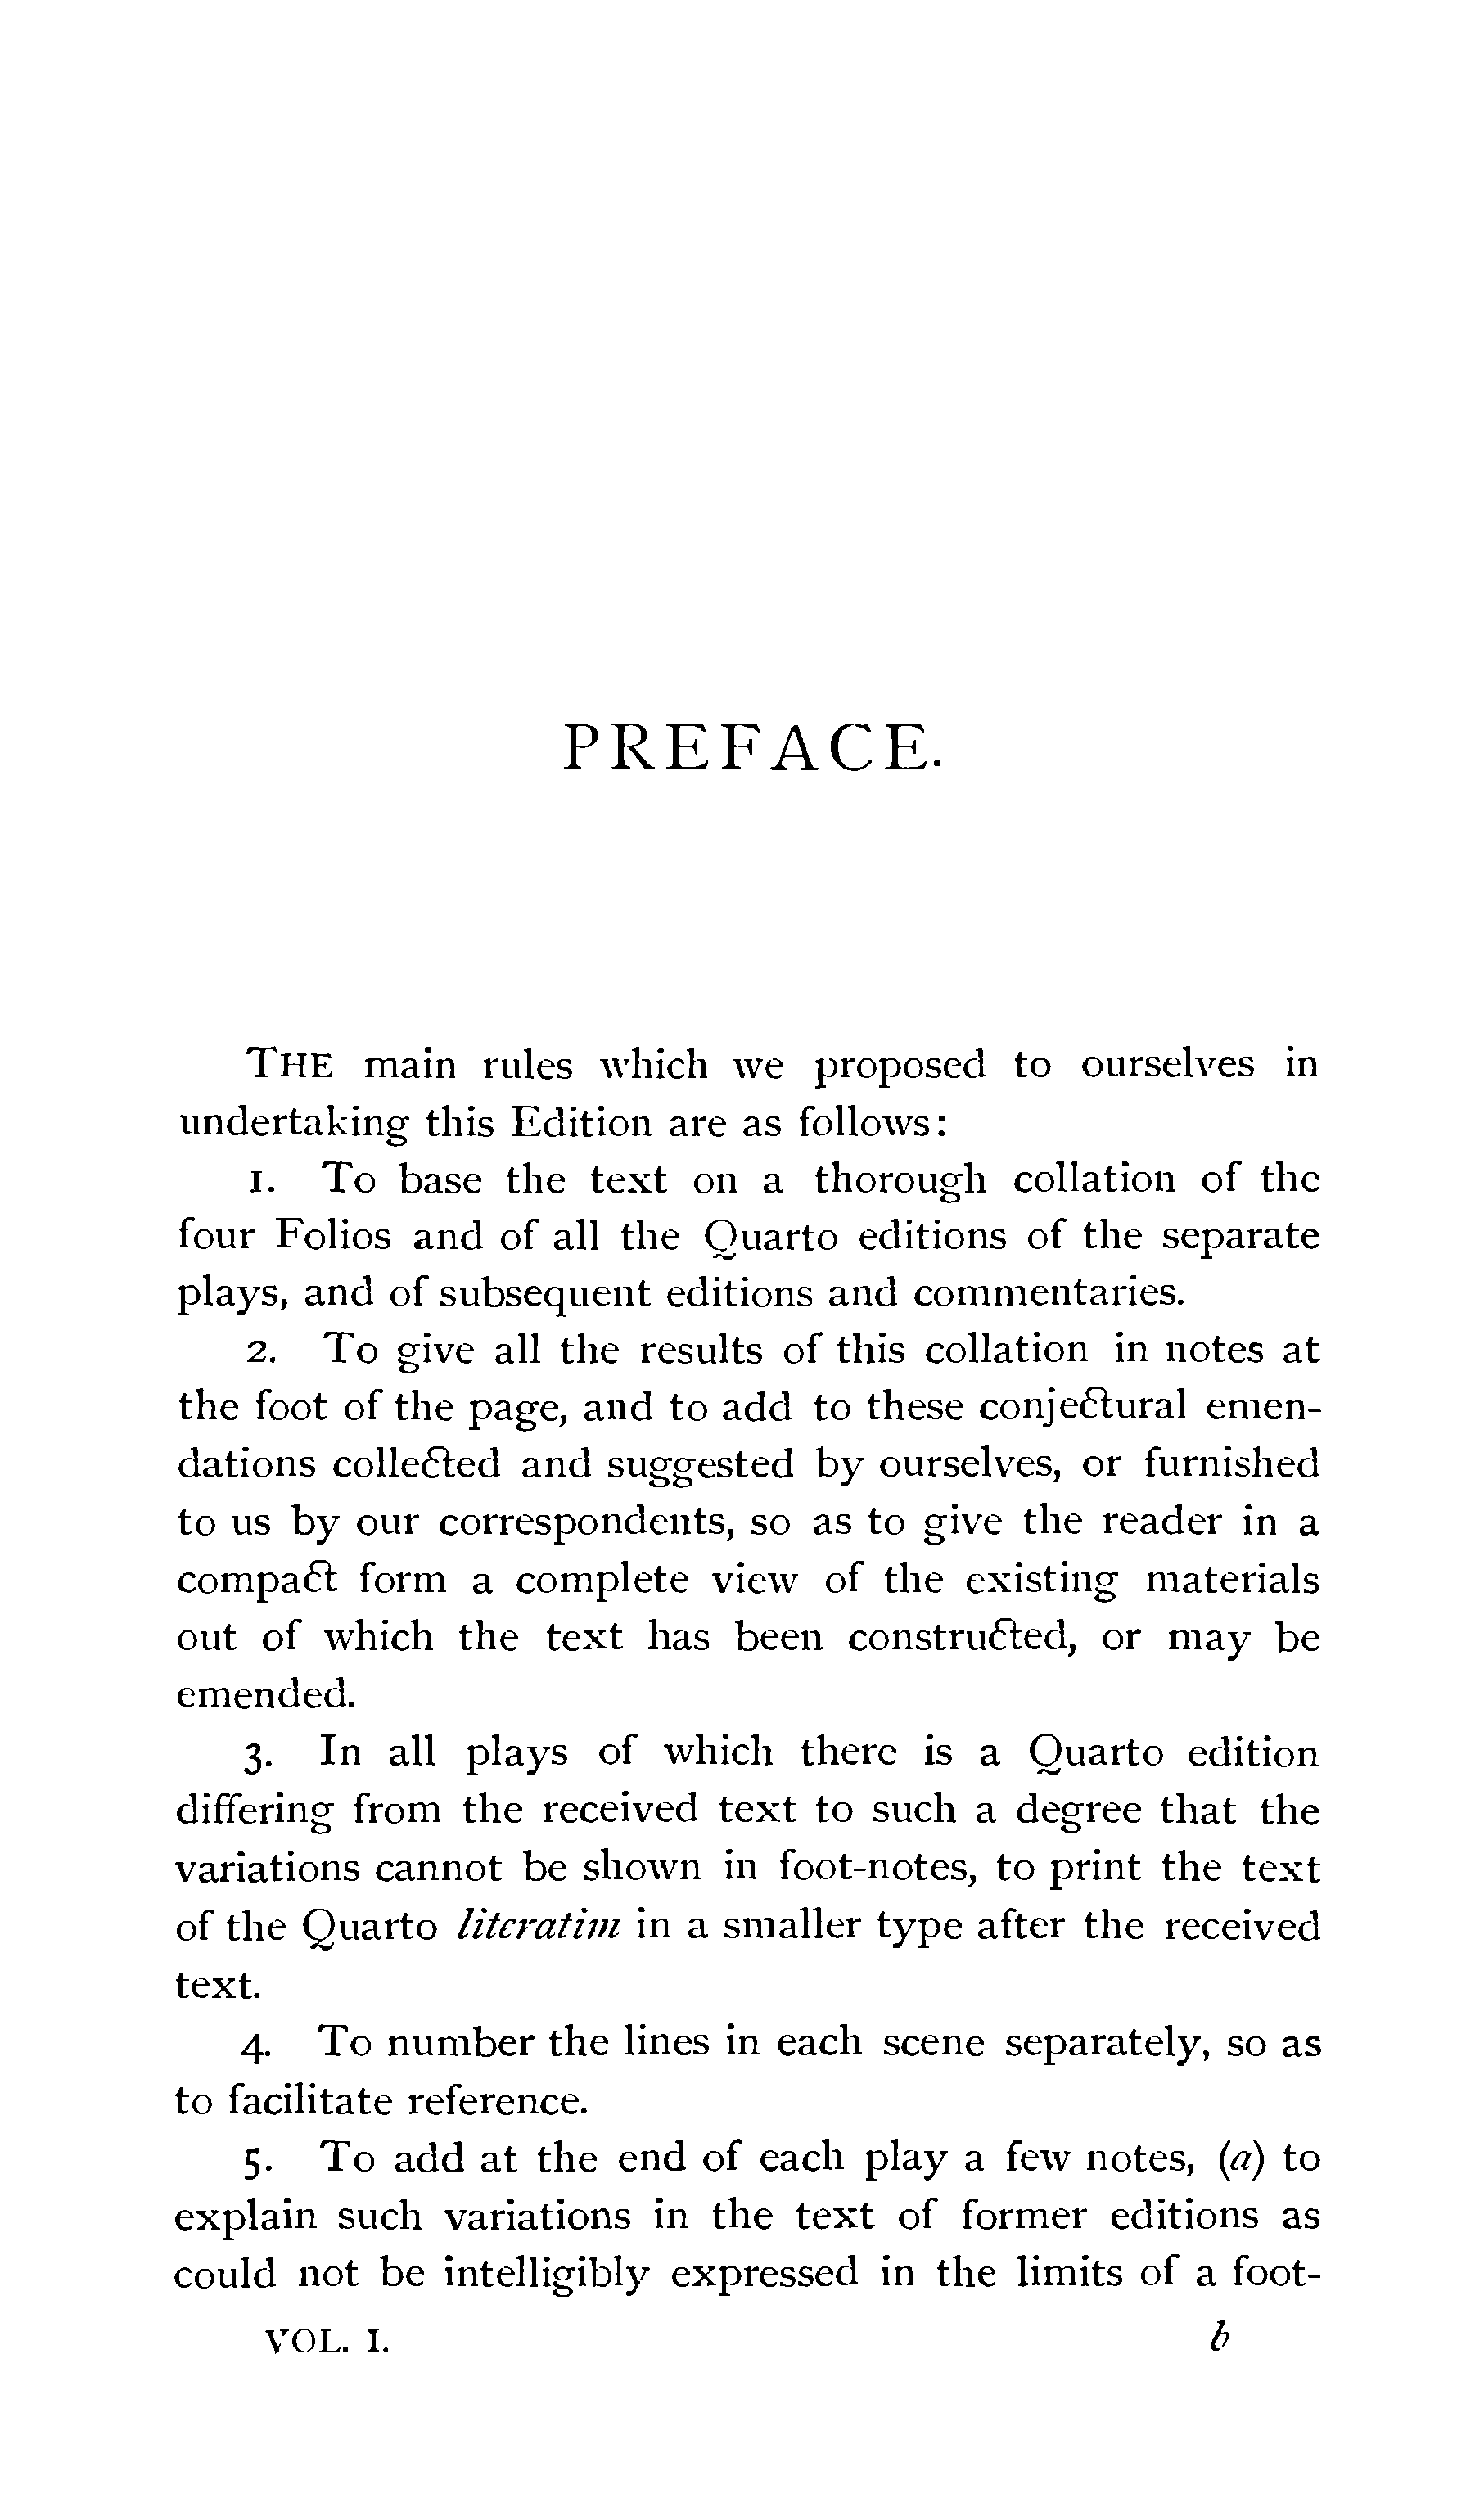 PREFACE.
THE main rules which we proposed to ourselves in
undertaking this Edition are as follows:
1. To base the text on a thorough collation of the
four Folios and of all the Quarto editions of the separate
plays, and of subsequent editions and commentaries.
2. To give all the results of this collation in notes at
the foot of the page, and to add to these conjectural emen-
dations collected and suggested by ourselves, or furnished
to us by our correspondents, so as to give the reader in a
compact form a complete view of the existing materials
out of which the text has been constructed, or may be
emended.
3. In all plays of which there is a Quarto edition
differing from the received text to such a degree that the
variations cannot be shown in foot-notes, to print the text
of the Quarto literatim in a smaller type after the received
text.
4. To number the lines in each scene separately, so as
to facilitate reference.
5. To add at the end of each play a few notes, (a) to
explain such variations in the text of former editions as
could not be intelligibly expressed in the limits of a foot-
VOL. I. b